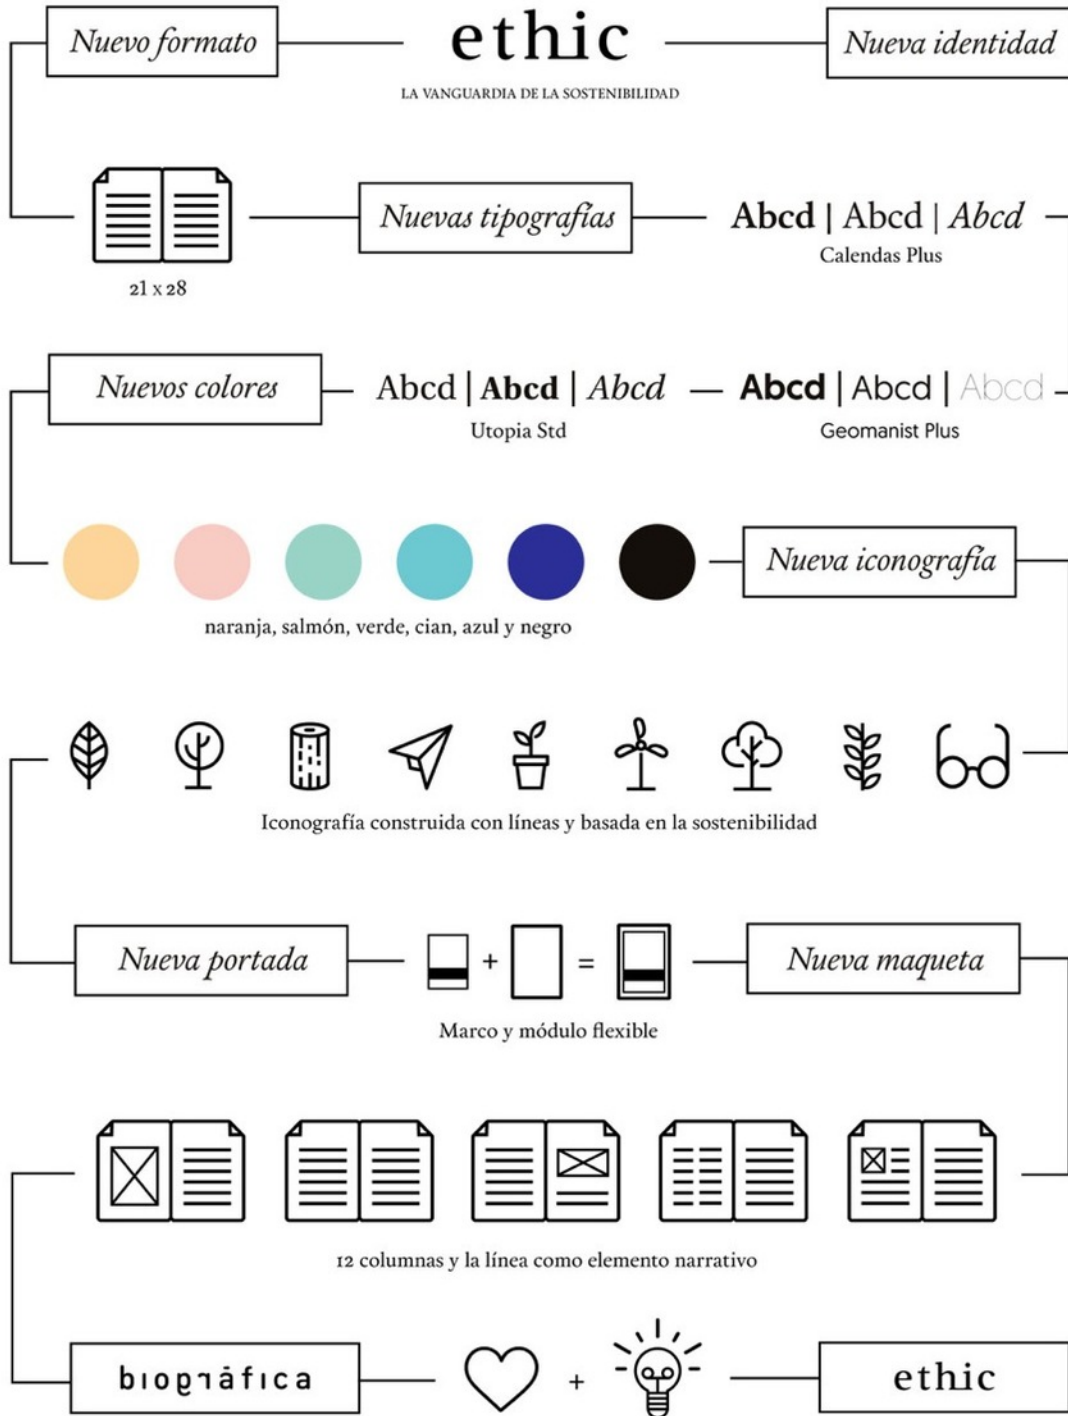 Nuevo formato
ethic
Nueva identidad
LA VANGUARDIA DE LA SOSTENIBILIDAD
Nuevas tipografías
Abcd | Abcd | Abcd
Calendas Plus
21 x 28
Nuevos colores
Abcd | Abcd | Abcd
Abcd | Abcd | Abcd
Utopia Std
Geomanist Plus
Nueva iconografía
naranja, salmón, verde, cian, azul y negro
Iconografía construida con líneas y basada en la sostenibilidad
Nueva portada
+ =
Nueva maqueta
Marco y módulo flexible
12 columnas y la línea como elemento narrativo
biográfica
+
ethic